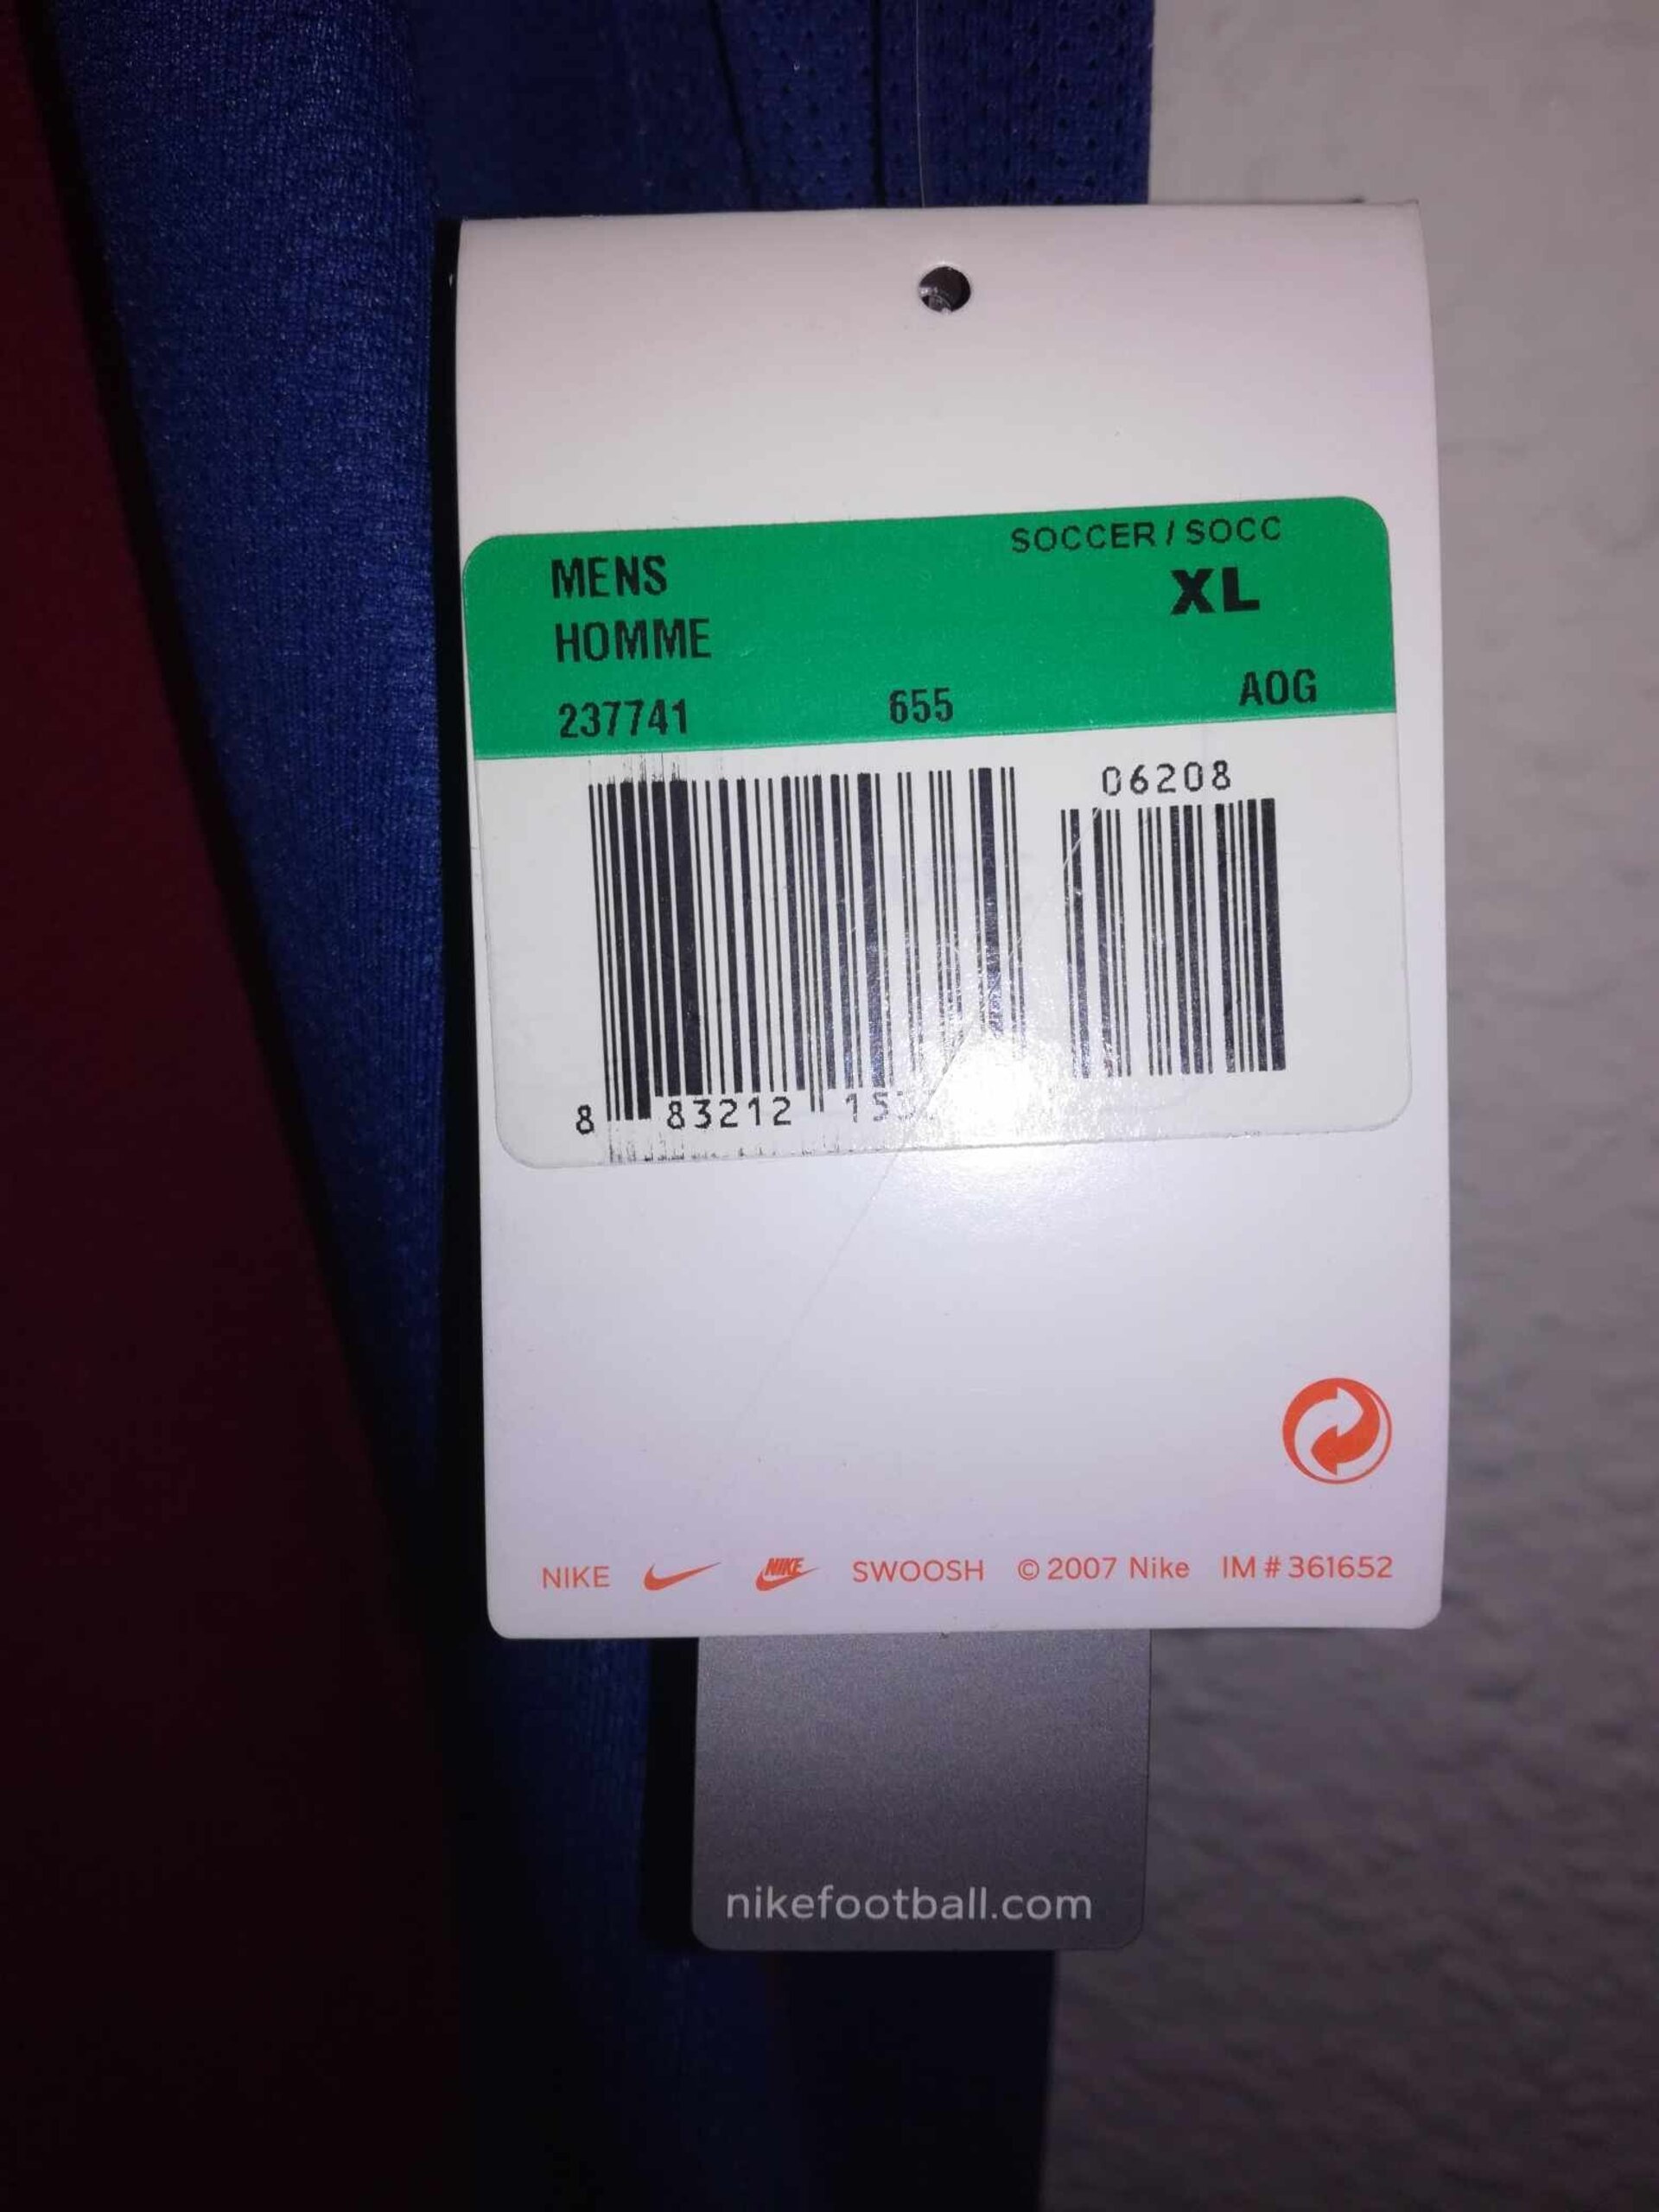 SOCCER / SOCC
MENS XL
HOMME
237741 655 AOG
06208
8 83212
NIKE NIKE SWOOSH © 2007 Nike IM # 361652
nikefootball.com